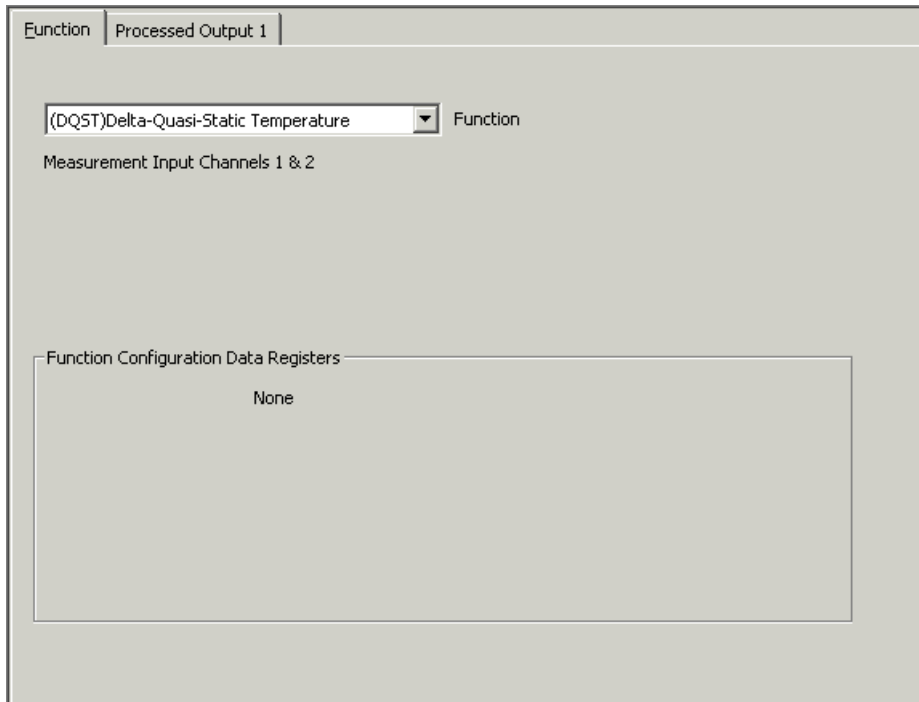 Function Processed Output 1
(DQST)Delta-Quasi-Static Temperature Function
Measurement Input Channels 1 & 2
Function Configuration Data Registers
None